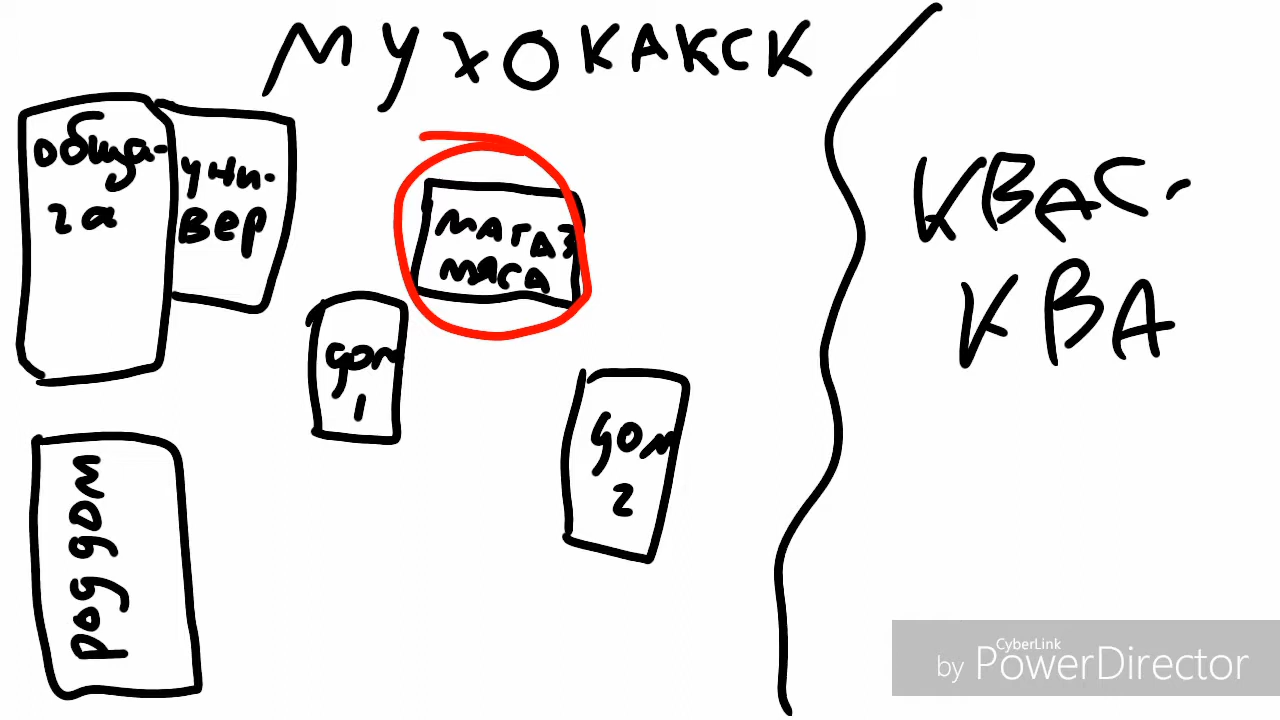 МУХОКАКСК
обща-
га
уни-
вер
МАГАЗ
МЯСА
дом
1
дом
2
роддом
КВАС-
КВА
CyberLink
by PowerDirector